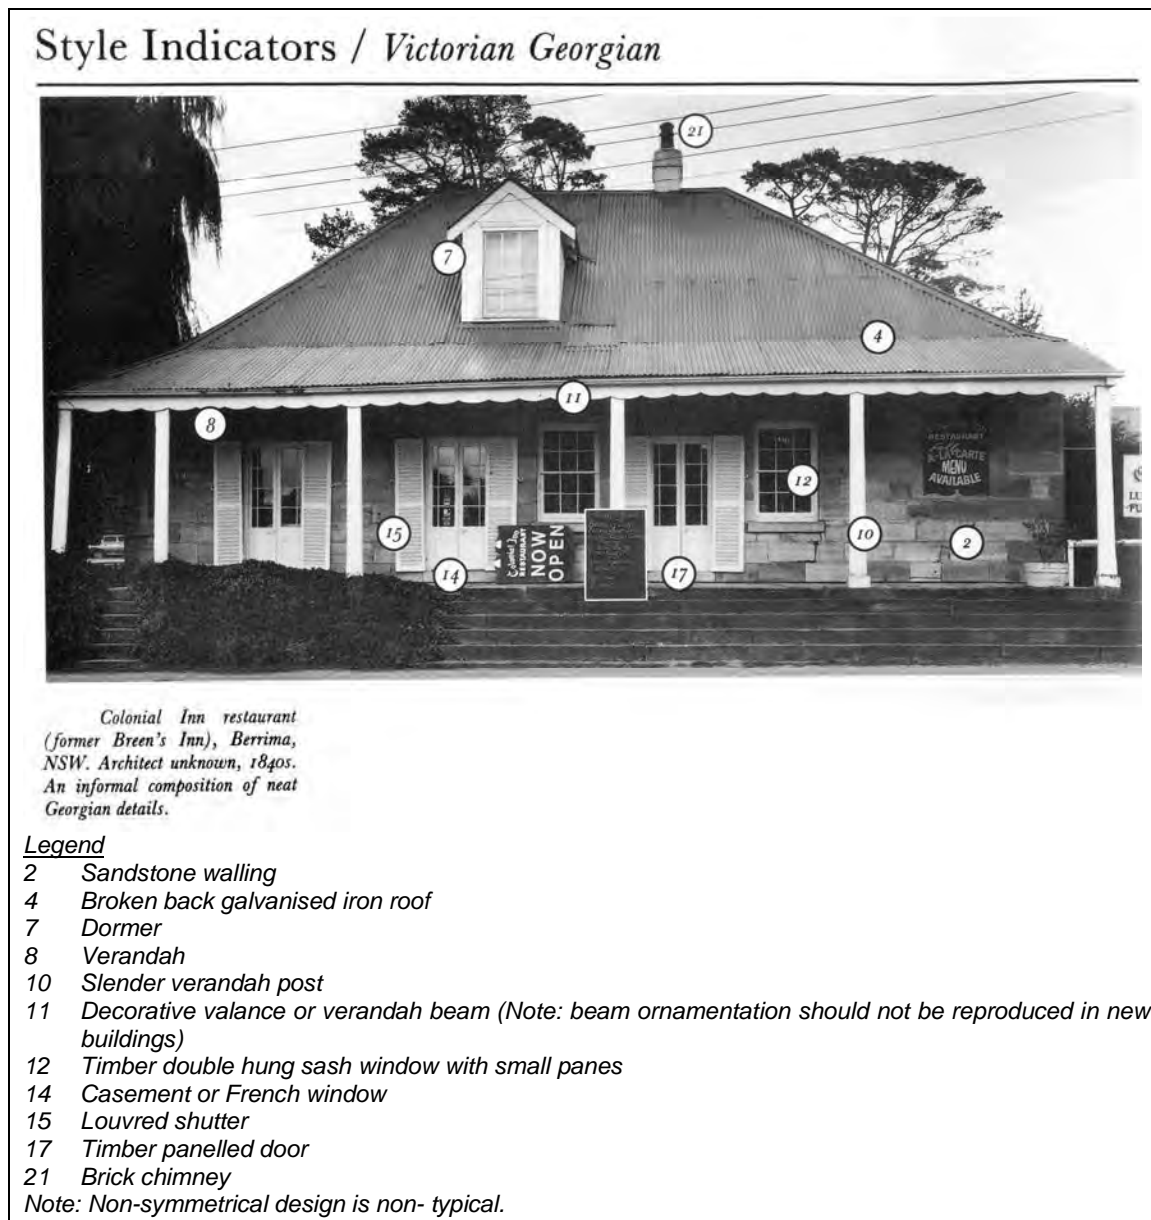 Style Indicators / Victorian Georgian
21
7
4
11
8
RESTAURANT
A-LA-CARTE
MENU
AVAILABLE
12
15
10
2
Colonial Inn
RESTAURANT
NOW
OPEN
14
17
Colonial Inn restaurant
(former Breen's Inn), Berrima,
NSW. Architect unknown, 1840s.
An informal composition of neat
Georgian details.
Legend
2 Sandstone walling
4 Broken back galvanised iron roof
7 Dormer
8 Verandah
10 Slender verandah post
11 Decorative valance or verandah beam (Note: beam ornamentation should not be reproduced in new
buildings)
12 Timber double hung sash window with small panes
14 Casement or French window
15 Louvred shutter
17 Timber panelled door
21 Brick chimney
Note: Non-symmetrical design is non- typical.